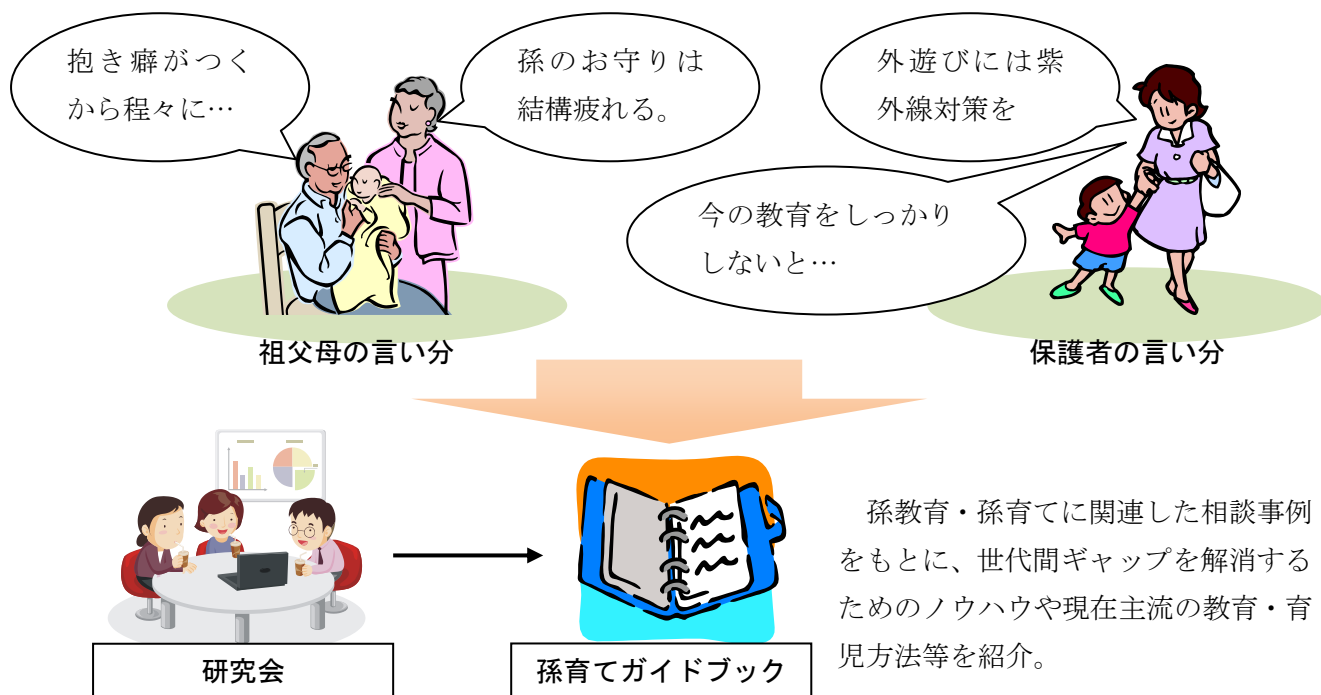 抱き癖がつく
から程々に…
孫のお守りは
結構疲れる。
外遊びには紫
外線対策を
今の教育をしっかり
しないと…
祖父母の言い分
保護者の言い分
孫教育・孫育てに関連した相談事例
をもとに、世代間ギャップを解消する
ためのノウハウや現在主流の教育・育
児方法等を紹介。
研究会
孫育てガイドブック